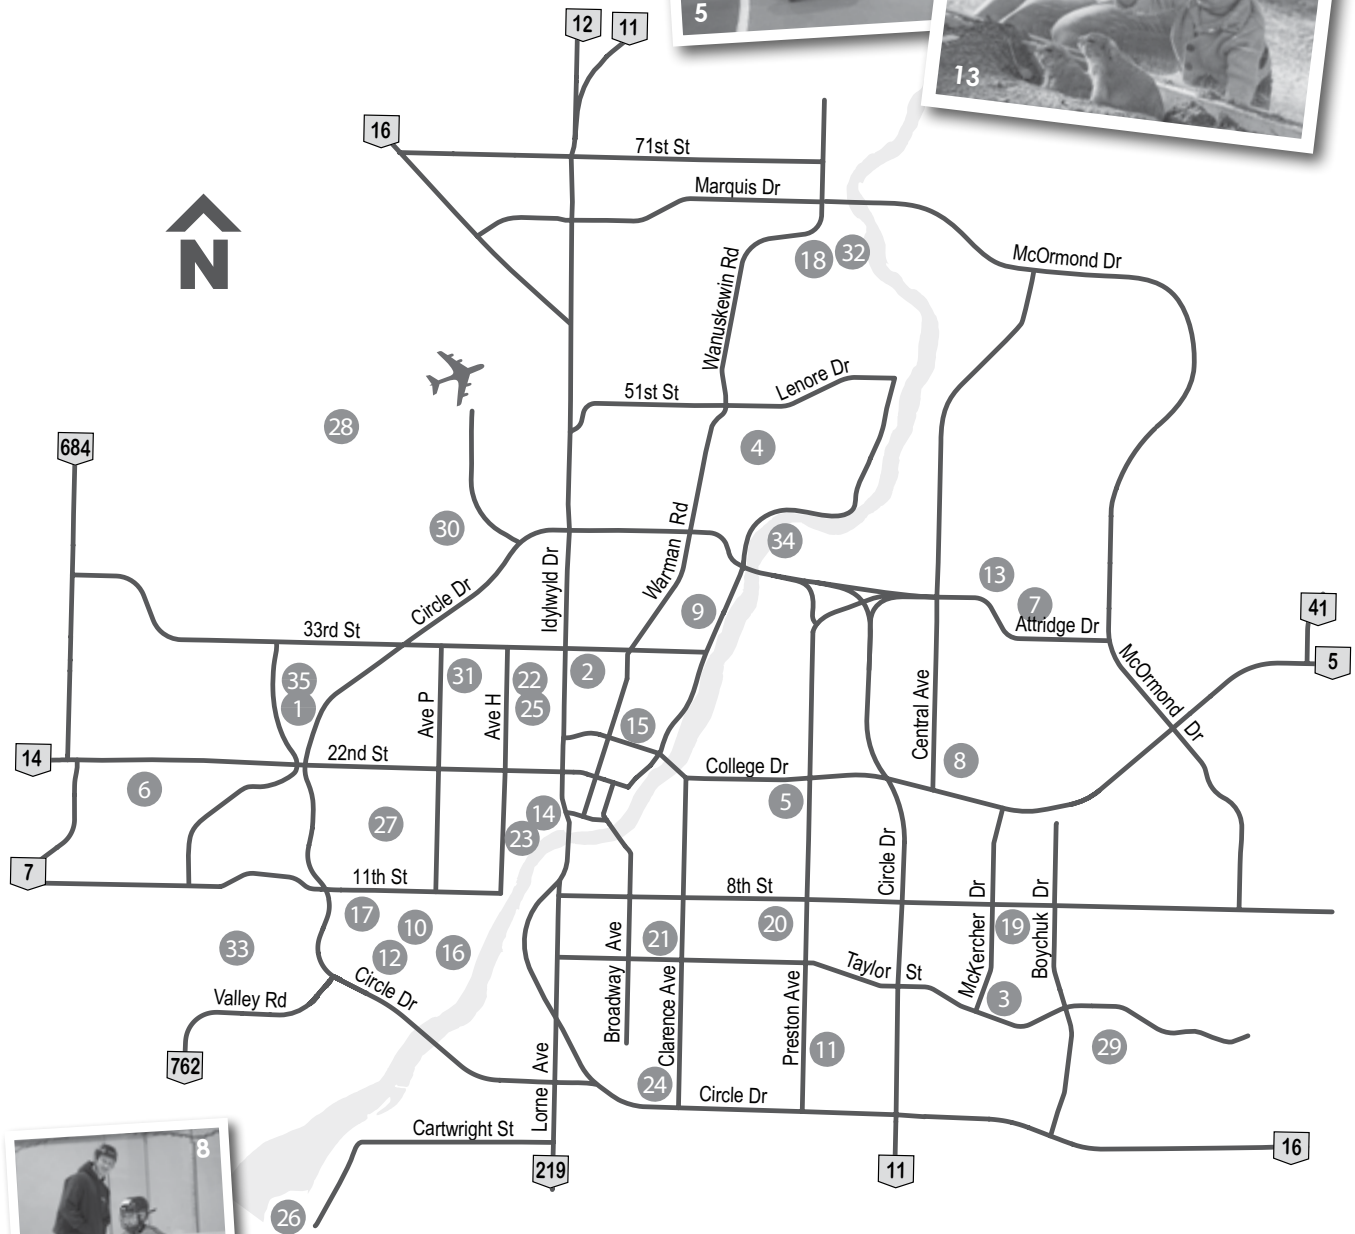 5
13
12
11
16
71st St
Marquis Dr
N
Wanuskewin Rd
18
32
McOrmond Dr
51st St
Lenore Dr
28
4
684
30
Idylwyld Dr
Warman Rd
34
13
7
Attridge Dr
41
5
Circle Dr
9
33rd St
35
1
Ave P
31
Ave H
22
25
2
15
Central Ave
McOrmond Dr
14
22nd St
College Dr
8
6
5
27
14
23
Circle Dr
7
11th St
8th St
17
10
12
16
33
21
20
19
McKercher Dr
Boychuk Dr
Broadway Ave
Clarence Ave
Preston Ave
Taylor St
3
Valley Rd
Circle Dr
762
11
29
24
Circle Dr
Lorne Ave
Cartwright St
8
219
11
16
26